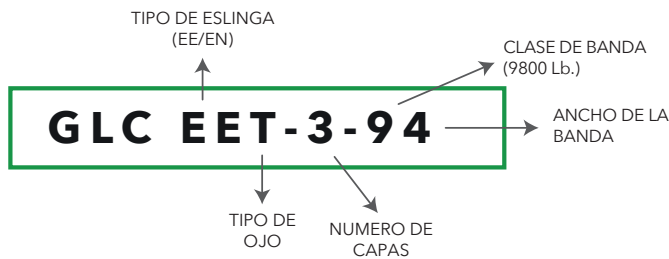 TIPO DE ESLINGA
(EE/EN)
CLASE DE BANDA
(9800 Lb.)
GLC EET-3-94
ANCHO DE LA
BANDA
TIPO DE
OJO
NUMERO DE
CAPAS